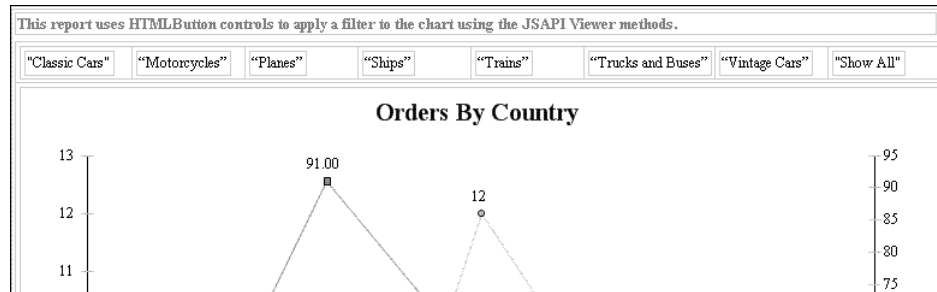 This report uses HTMLButton controls to apply a filter to the chart using the JSAPI Viewer methods.
"Classic Cars" “Motorcycles” “Planes” “Ships” “Trains” “Trucks and Buses” “Vintage Cars” "Show All"
Orders By Country
13 91.00 95
12 90
12 85
80
11 75